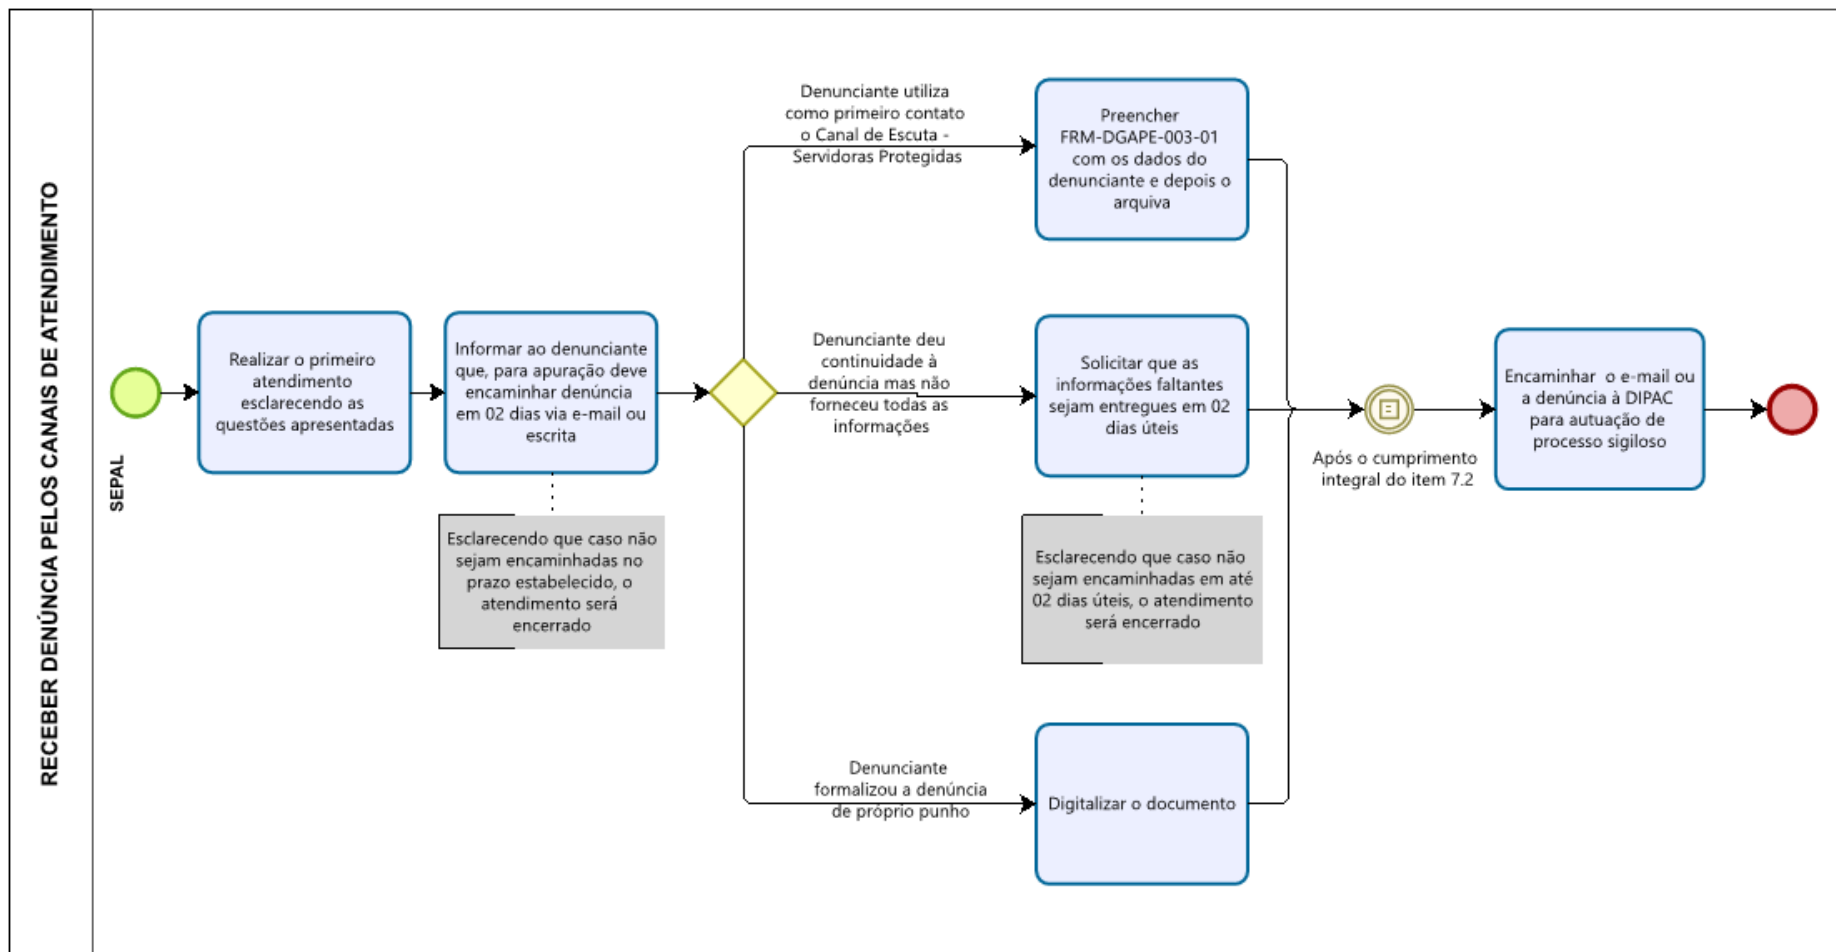 RECEBER DENÚNCIA PELOS CANAIS DE ATENDIMENTO
SEPAL
Realizar o primeiro
atendimento
esclarecendo as
questões apresentadas
Informar ao denunciante
que, para apuração deve
encaminhar denúncia
em 02 dias via e-mail ou
escrita
Esclarecendo que caso não
sejam encaminhadas no
prazo estabelecido, o
atendimento será
encerrado
Denunciante utiliza
como primeiro contato
o Canal de Escuta -
Servidoras Protegidas
Preencher
FRM-DGAPE-003-01
com os dados do
denunciante e depois o
arquiva
Denunciante deu
continuidade à
denúncia mas não
forneceu todas as
informações
Solicitar que as
informações faltantes
sejam entregues em 02
dias úteis
Esclarecendo que caso não
sejam encaminhadas em até
02 dias úteis, o atendimento
será encerrado
Denunciante
formalizou a denúncia
de próprio punho
Digitalizar o documento
Após o cumprimento
integral do item 7.2
Encaminhar  o e-mail ou
a denúncia à DIPAC
para autuação de
processo sigiloso